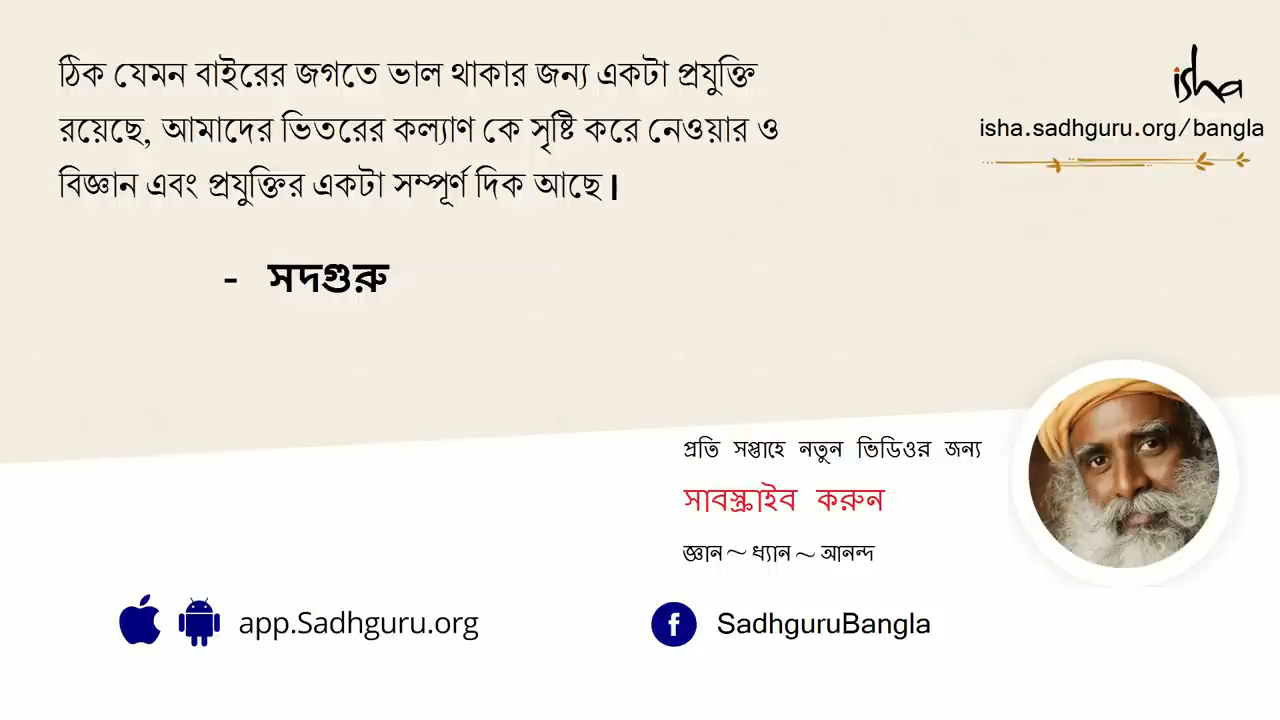 ঠিক যেমন বাইরের জগতে ভাল থাকার জন্য একটা প্রযুক্তি
রয়েছে, আমাদের ভিতরের কল্যাণ কে সৃষ্টি করে নেওয়ার ও
বিজ্ঞান এবং প্রযুক্তির একটা সম্পূর্ণ দিক আছে।
- সদগুরু
isha
isha.sadhguru.org/bangla
প্রতি সপ্তাহে নতুন ভিডিওর জন্য
সাবস্ক্রাইব করুন
জ্ঞান ~ ধ্যান ~ আনন্দ
app.Sadhguru.org
f SadhguruBangla